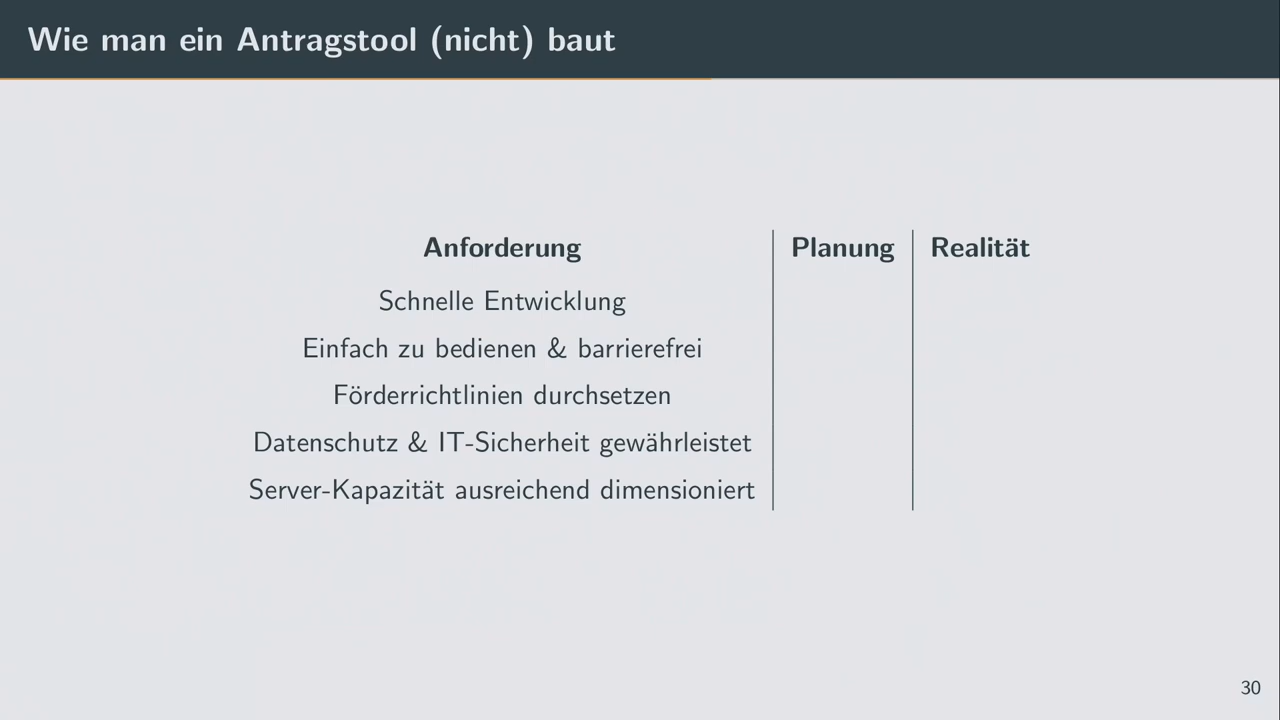 Wie man ein Antragstool (nicht) baut
Anforderung Planung Realität
Schnelle Entwicklung
Einfach zu bedienen & barrierefrei
Förderrichtlinien durchsetzen
Datenschutz & IT-Sicherheit gewährleistet
Server-Kapazität ausreichend dimensioniert
30